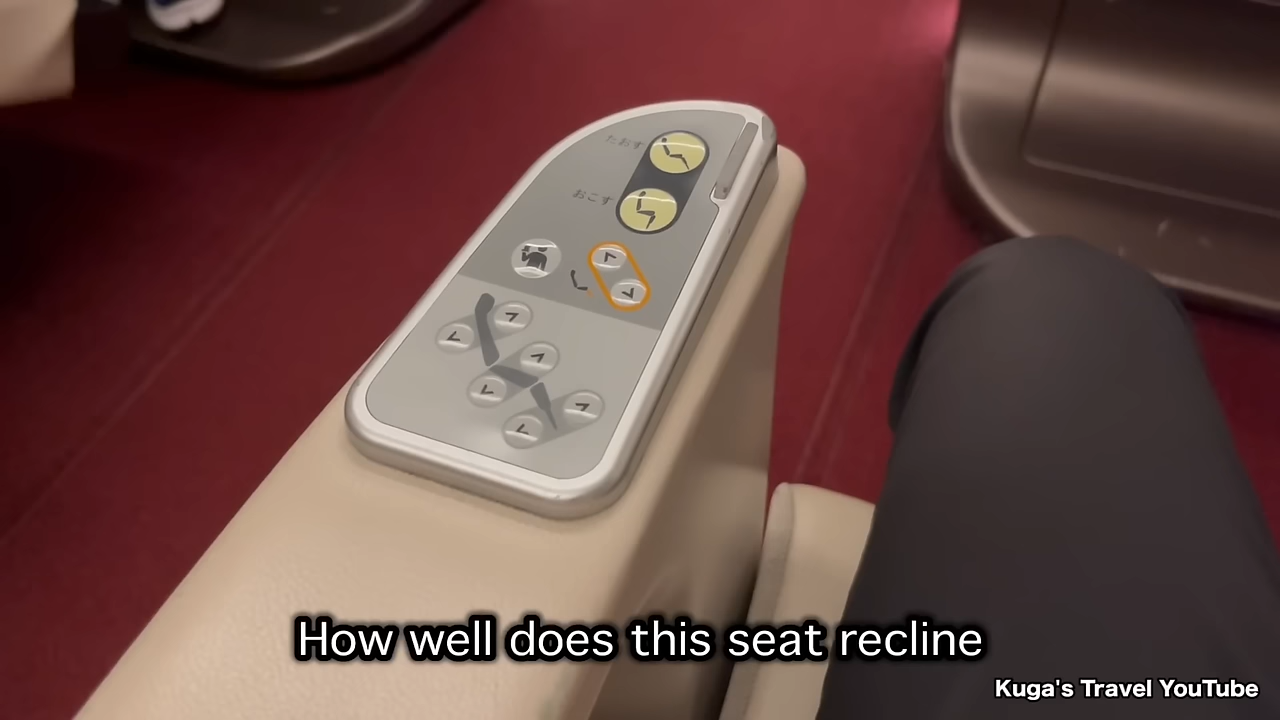 たおす
おこす
How well does this seat recline
Kuga's Travel YouTube